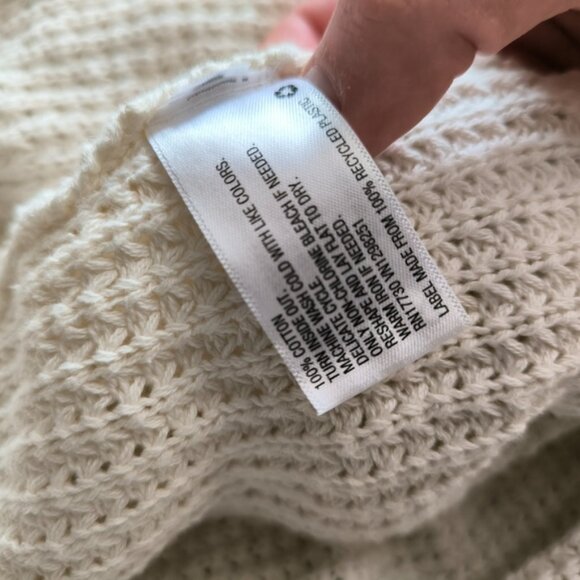 100% COTTON
TURN INSIDE OUT.
MACHINE WASH COLD WITH LIKE COLORS.
DELICATE CYCLE
ONLY NON-CHLORINE BLEACH IF NEEDED.
RESHAPE AND LAY FLAT TO DRY.
WARM IRON IF NEEDED.
RN17730 VN1298251
LABEL MADE FROM 100% RECYCLED PLASTIC